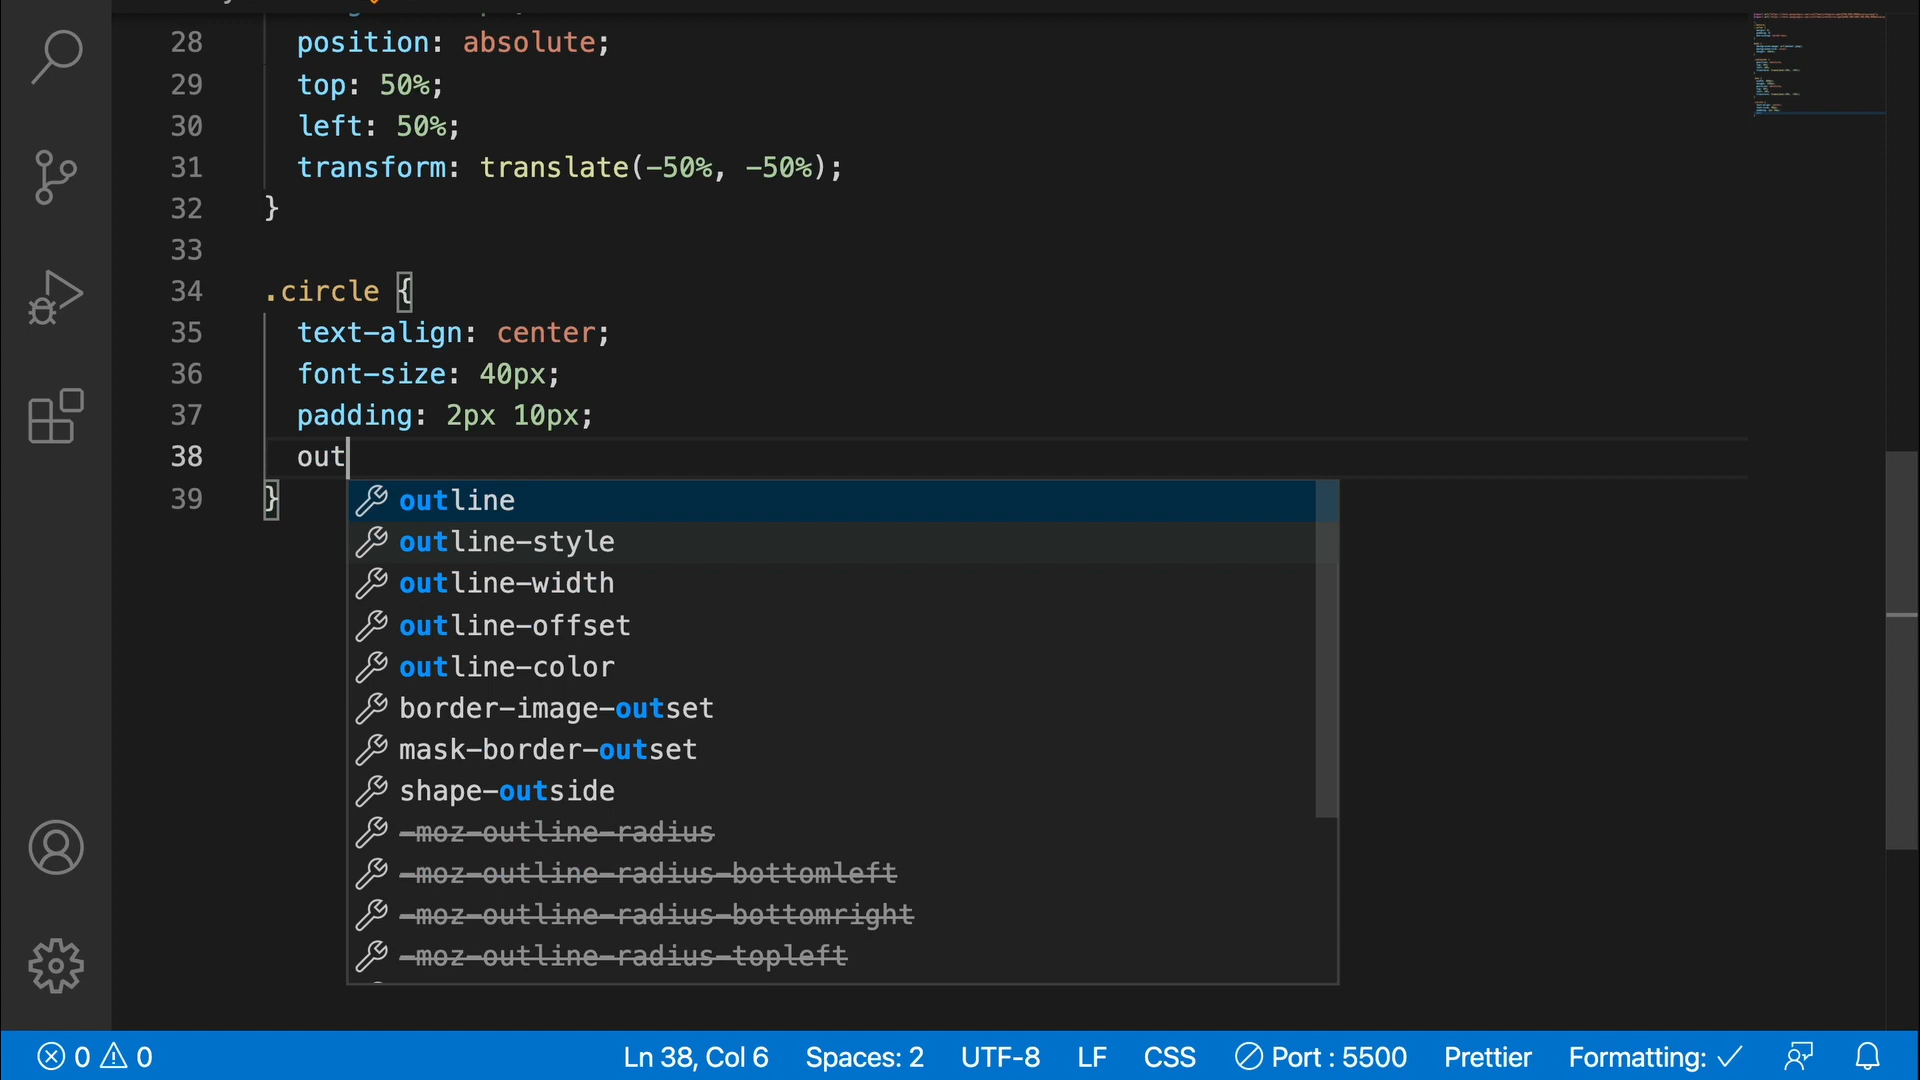 28 position: absolute;
29 top: 50%;
30 left: 50%;
31 transform: translate(-50%, -50%);
32 }
33
34 .circle {
35 text-align: center;
36 font-size: 40px;
37 padding: 2px 10px;
38 out
39 }
outline
outline-style
outline-width
outline-offset
outline-color
border-image-outset
mask-border-outset
shape-outside
-moz-outline-radius
-moz-outline-radius-bottomleft
-moz-outline-radius-bottomright
-moz-outline-radius-topleft
0 0 Ln 38, Col 6 Spaces: 2 UTF-8 LF CSS Port : 5500 Prettier Formatting: ✓